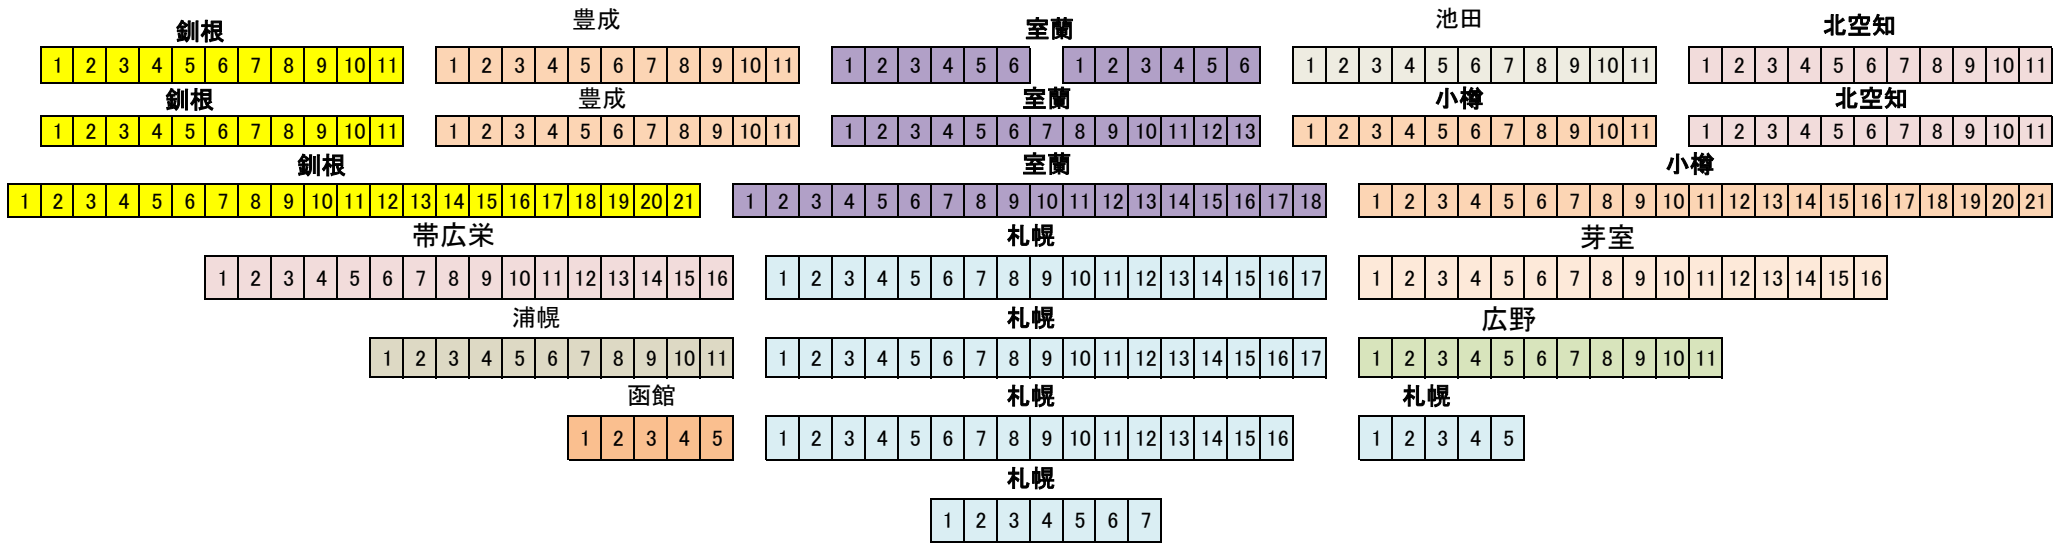 釧根 豊成 室蘭 池田 北空知
1 2 3 4 5 6 7 8 9 10 11 1 2 3 4 5 6 7 8 9 10 11 1 2 3 4 5 6 1 2 3 4 5 6 1 2 3 4 5 6 7 8 9 10 11 1 2 3 4 5 6 7 8 9 10 11
釧根 豊成 室蘭 小樽 北空知
1 2 3 4 5 6 7 8 9 10 11 1 2 3 4 5 6 7 8 9 10 11 1 2 3 4 5 6 7 8 9 10 11 12 13 1 2 3 4 5 6 7 8 9 10 11 1 2 3 4 5 6 7 8 9 10 11
釧根 室蘭 小樽
1 2 3 4 5 6 7 8 9 10 11 12 13 14 15 16 17 18 19 20 21 1 2 3 4 5 6 7 8 9 10 11 12 13 14 15 16 17 18 1 2 3 4 5 6 7 8 9 10 11 12 13 14 15 16 17 18 19 20 21
帯広栄 札幌 芽室
1 2 3 4 5 6 7 8 9 10 11 12 13 14 15 16 1 2 3 4 5 6 7 8 9 10 11 12 13 14 15 16 17 1 2 3 4 5 6 7 8 9 10 11 12 13 14 15 16
浦幌 札幌 広野
1 2 3 4 5 6 7 8 9 10 11 1 2 3 4 5 6 7 8 9 10 11 12 13 14 15 16 17 1 2 3 4 5 6 7 8 9 10 11
函館 札幌 札幌
1 2 3 4 5 1 2 3 4 5 6 7 8 9 10 11 12 13 14 15 16 1 2 3 4 5
札幌
1 2 3 4 5 6 7